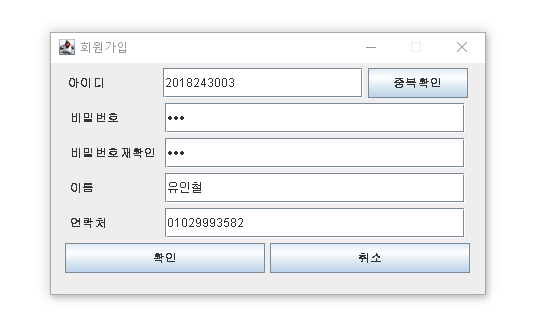 회원가입
아이디 2018243003 중복확인
비밀번호 •••
비밀번호재확인 •••
이름 유인철
연락처 01029993582
확인 취소